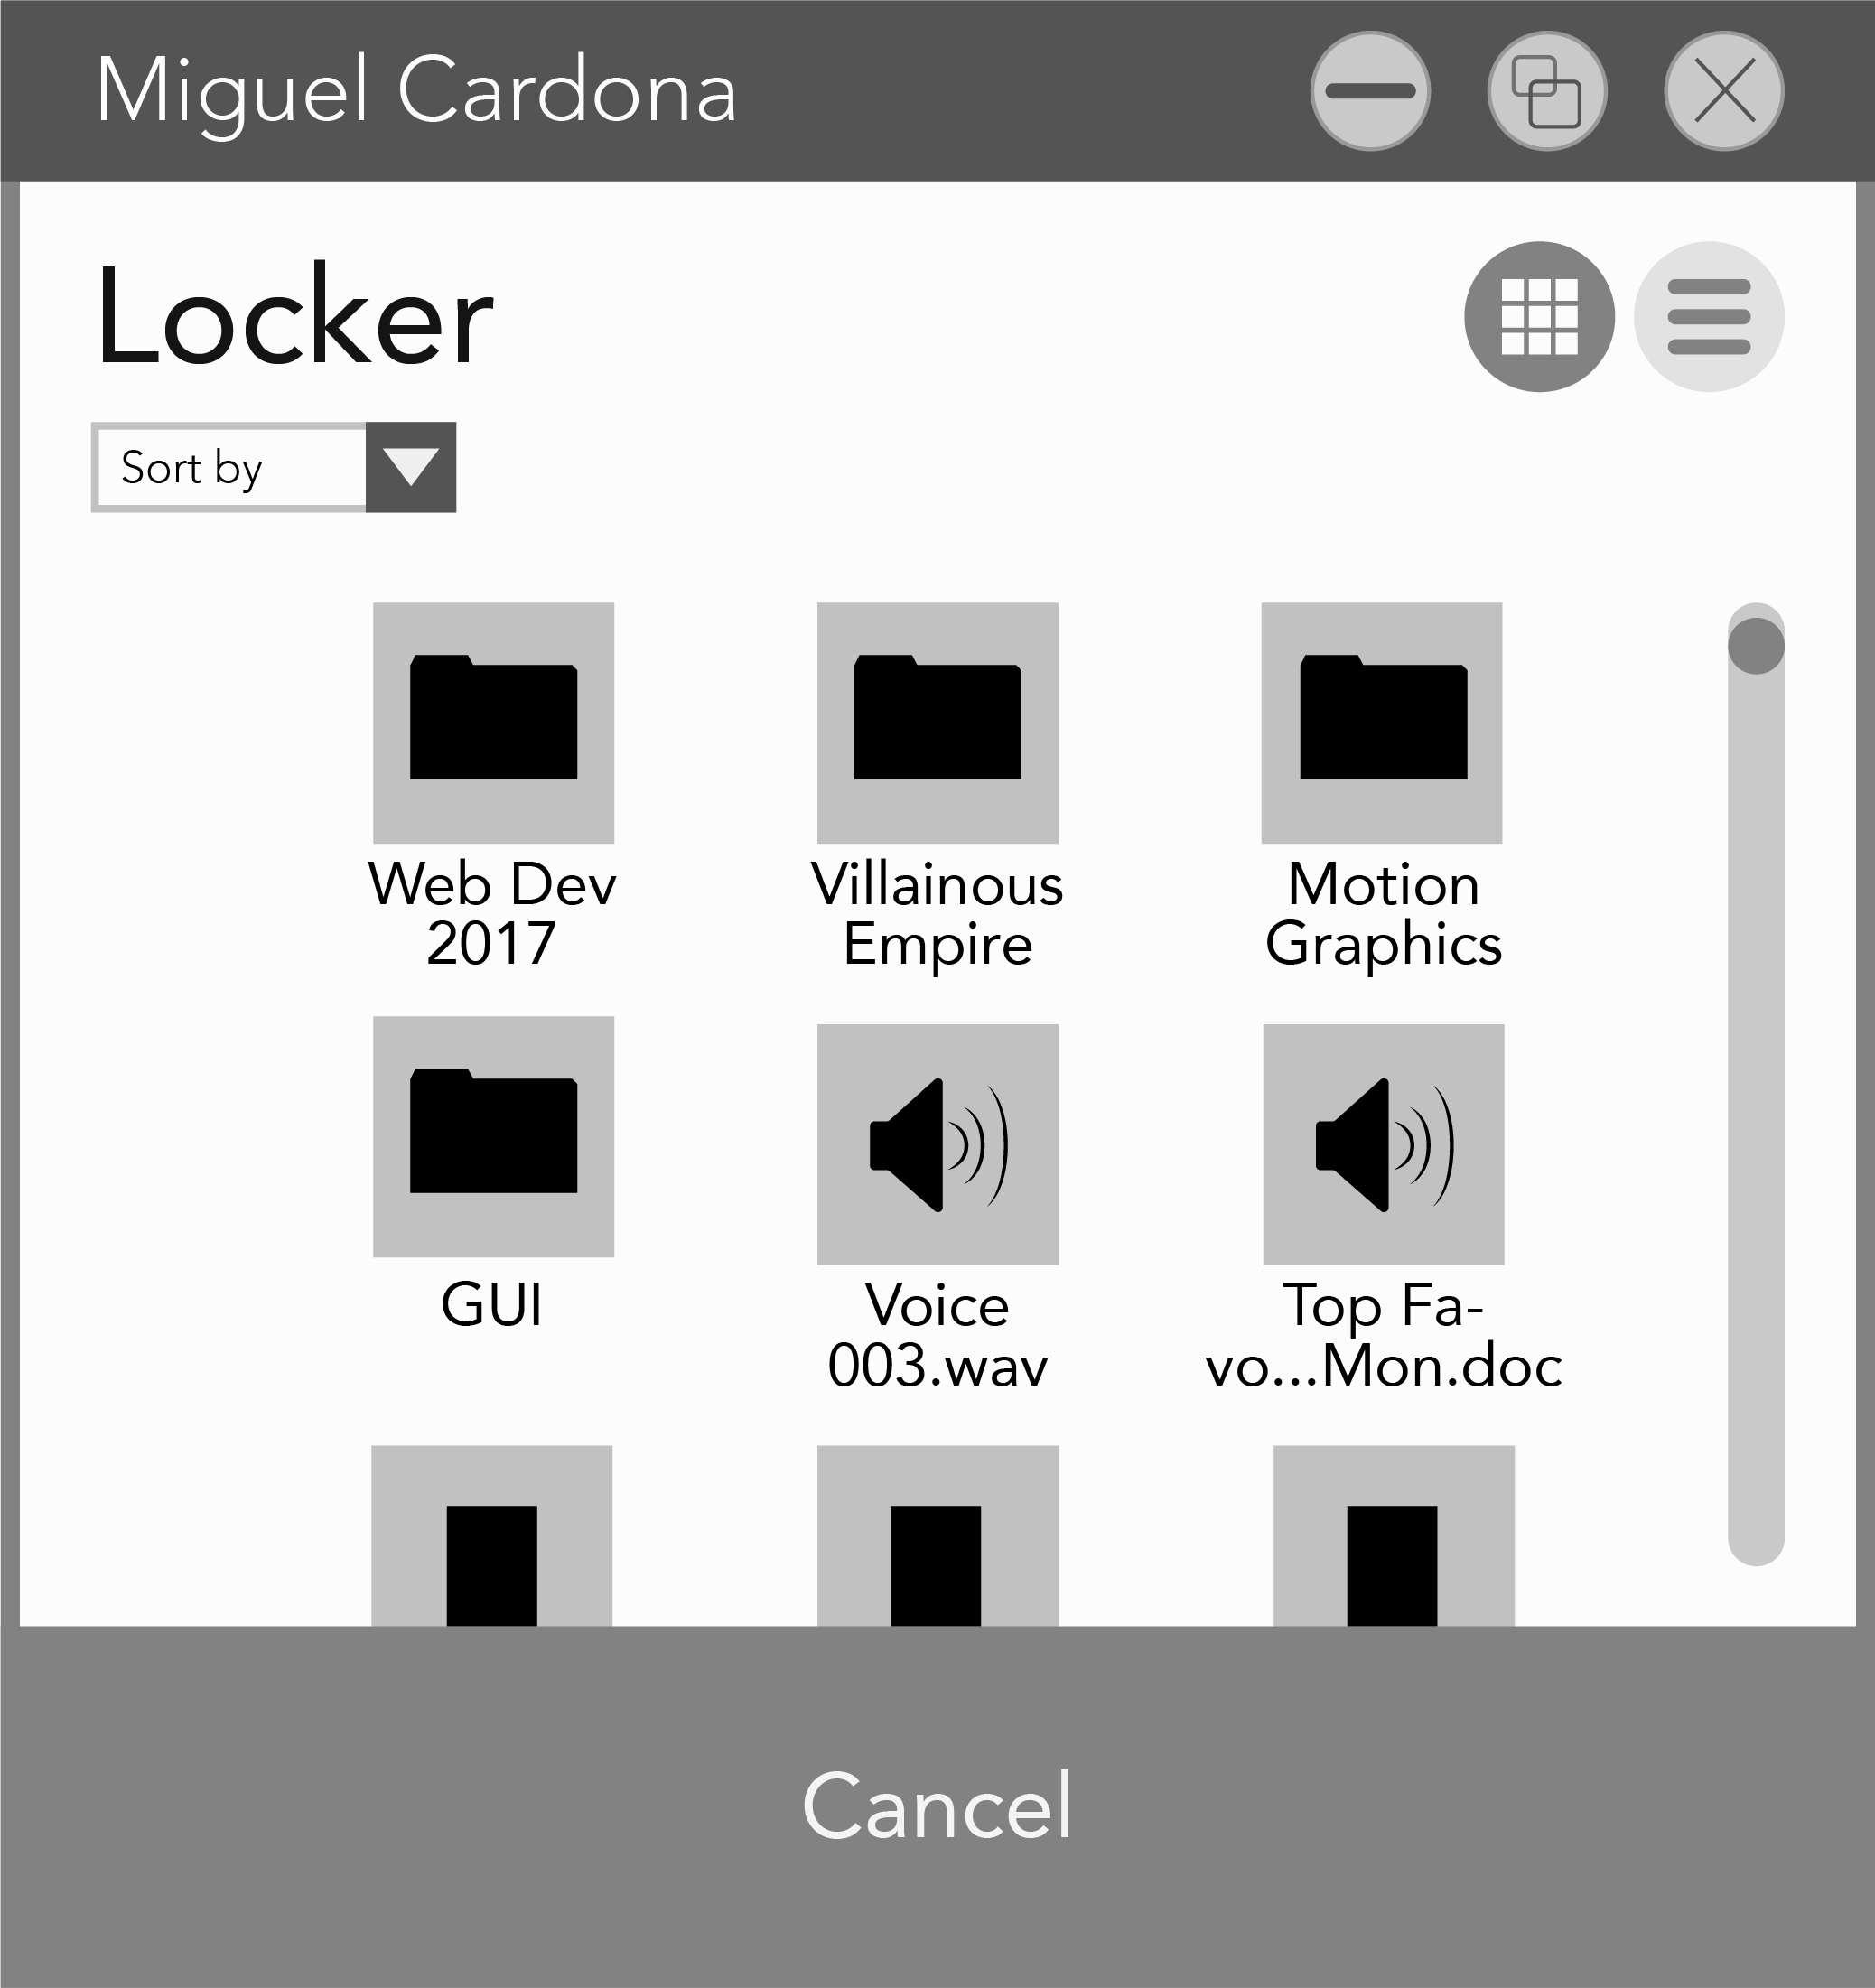 Miguel Cardona
Locker
Sort by
Web Dev
2017
Villainous
Empire
Motion
Graphics
GUI
Voice
003.wav
Top Fa-
vo...Mon.doc
Cancel